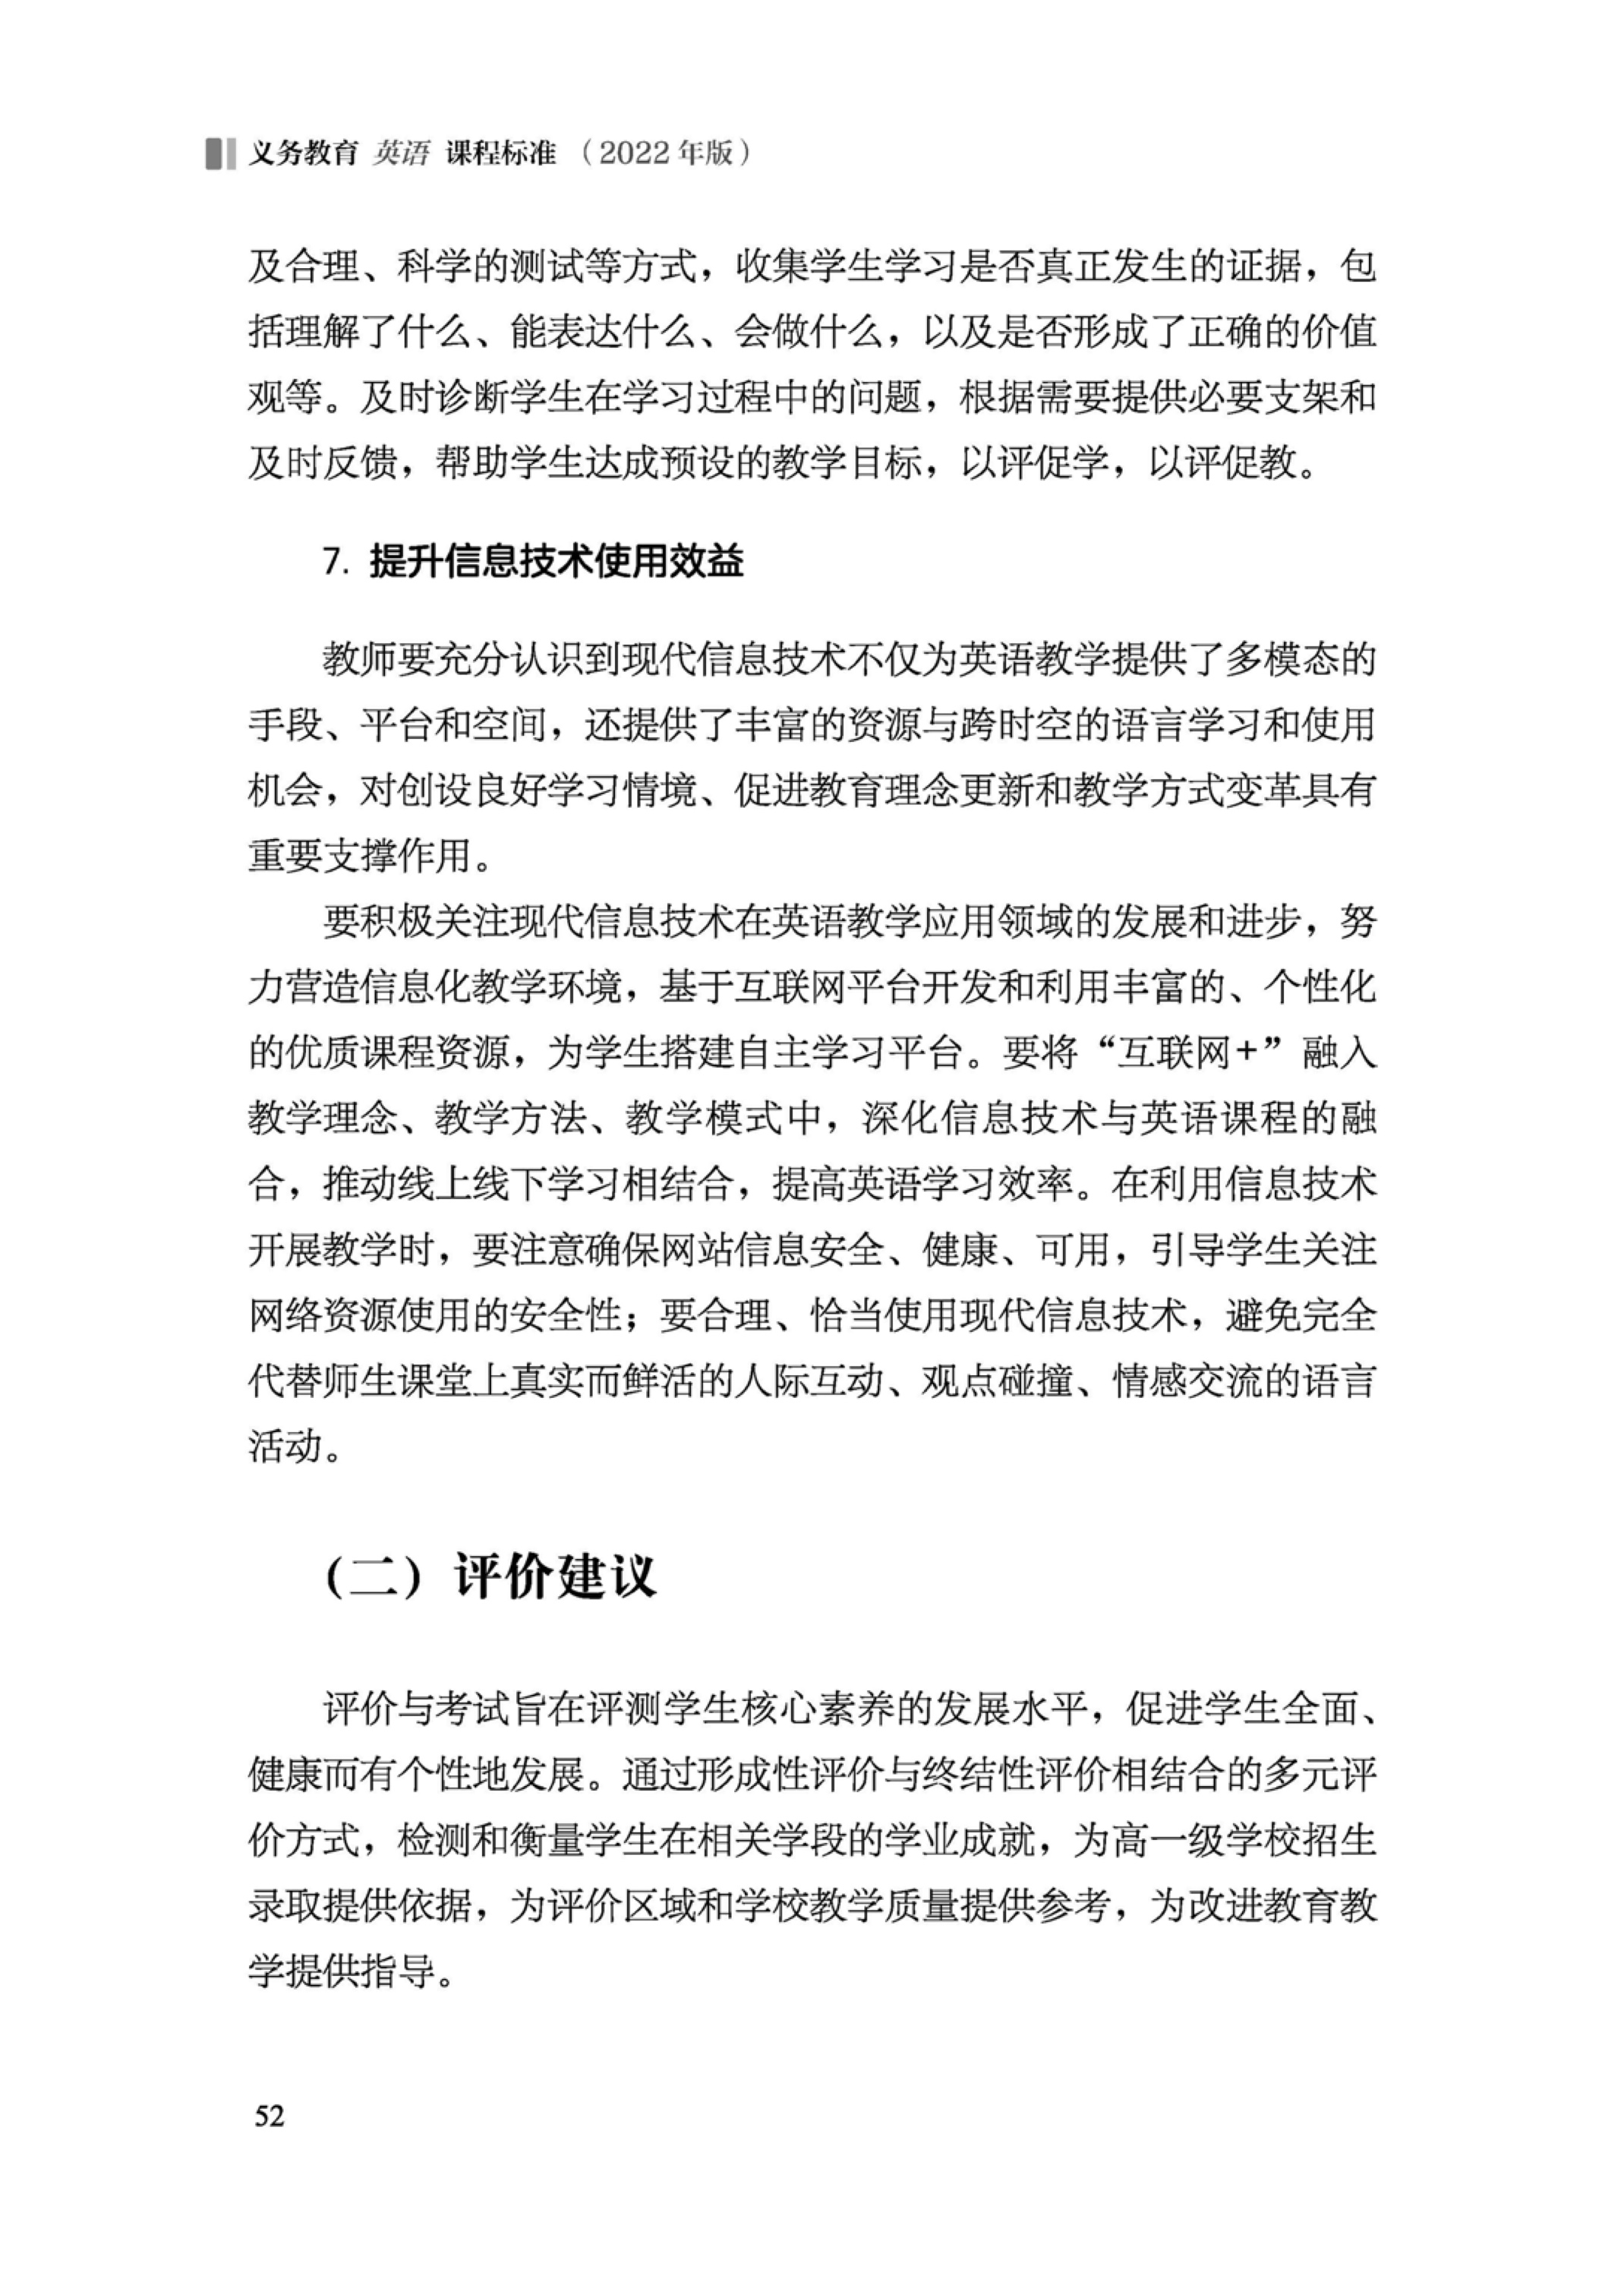 义务教育 英语 课程标准（2022 年版）
及合理、科学的测试等方式，收集学生学习是否真正发生的证据，包
括理解了什么、能表达什么、会做什么，以及是否形成了正确的价值
观等。及时诊断学生在学习过程中的问题，根据需要提供必要支架和
及时反馈，帮助学生达成预设的教学目标，以评促学，以评促教。
7. 提升信息技术使用效益
教师要充分认识到现代信息技术不仅为英语教学提供了多模态的
手段、平台和空间，还提供了丰富的资源与跨时空的语言学习和使用
机会，对创设良好学习情境、促进教育理念更新和教学方式变革具有
重要支撑作用。
要积极关注现代信息技术在英语教学应用领域的发展和进步，努
力营造信息化教学环境，基于互联网平台开发和利用丰富的、个性化
的优质课程资源，为学生搭建自主学习平台。要将“互联网+”融入
教学理念、教学方法、教学模式中，深化信息技术与英语课程的融
合，推动线上线下学习相结合，提高英语学习效率。在利用信息技术
开展教学时，要注意确保网站信息安全、健康、可用，引导学生关注
网络资源使用的安全性；要合理、恰当使用现代信息技术，避免完全
代替师生课堂上真实而鲜活的人际互动、观点碰撞、情感交流的语言
活动。
（二）评价建议
评价与考试旨在评测学生核心素养的发展水平，促进学生全面、
健康而有个性地发展。通过形成性评价与终结性评价相结合的多元评
价方式，检测和衡量学生在相关学段的学业成就，为高一级学校招生
录取提供依据，为评价区域和学校教学质量提供参考，为改进教育教
学提供指导。
52